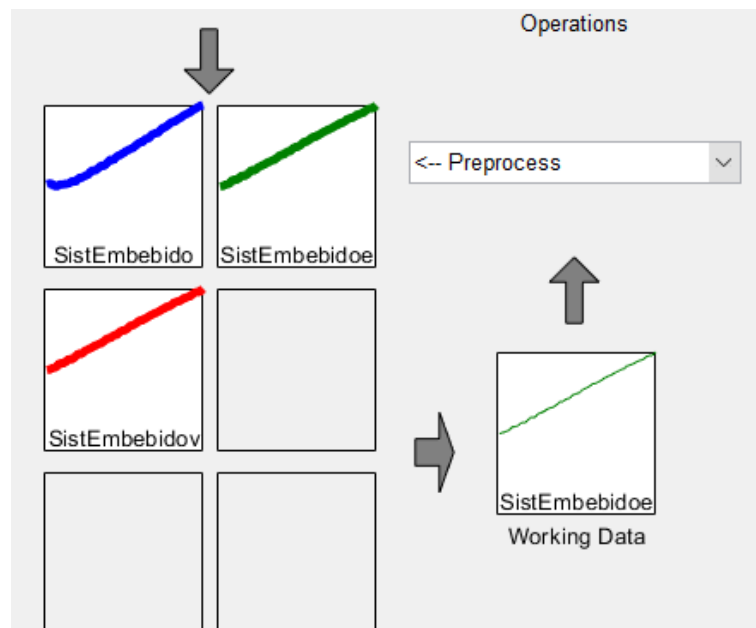 Operations
<-- Preprocess
SistEmbebido
SistEmbebidoe
SistEmbebidov
SistEmbebidoe
Working Data